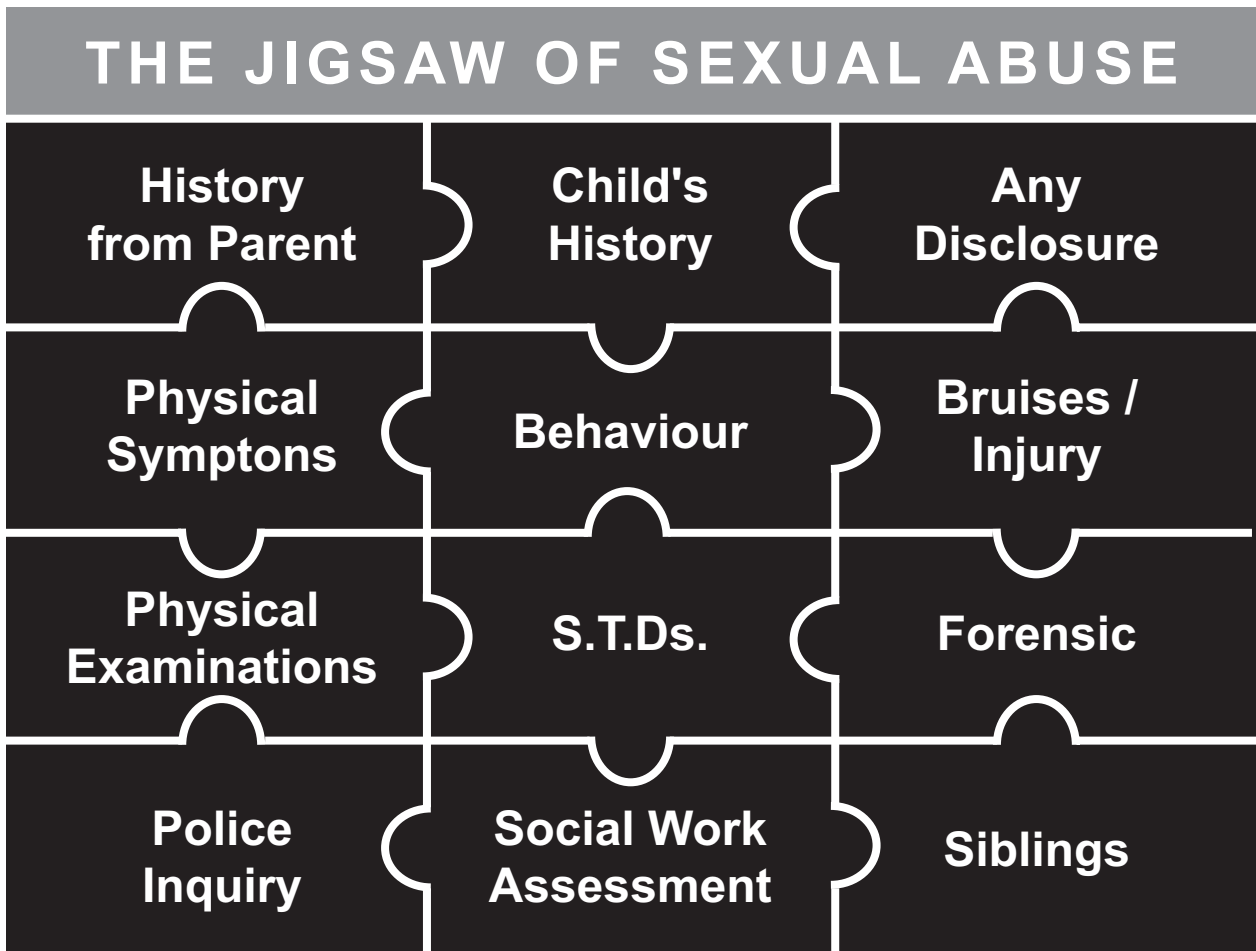 THE JIGSAW OF SEXUAL ABUSE
History
from Parent
Child's
History
Any
Disclosure
Physical
Symptons
Behaviour
Bruises /
Injury
Physical
Examinations
S.T.Ds.
Forensic
Police
Inquiry
Social Work
Assessment
Siblings